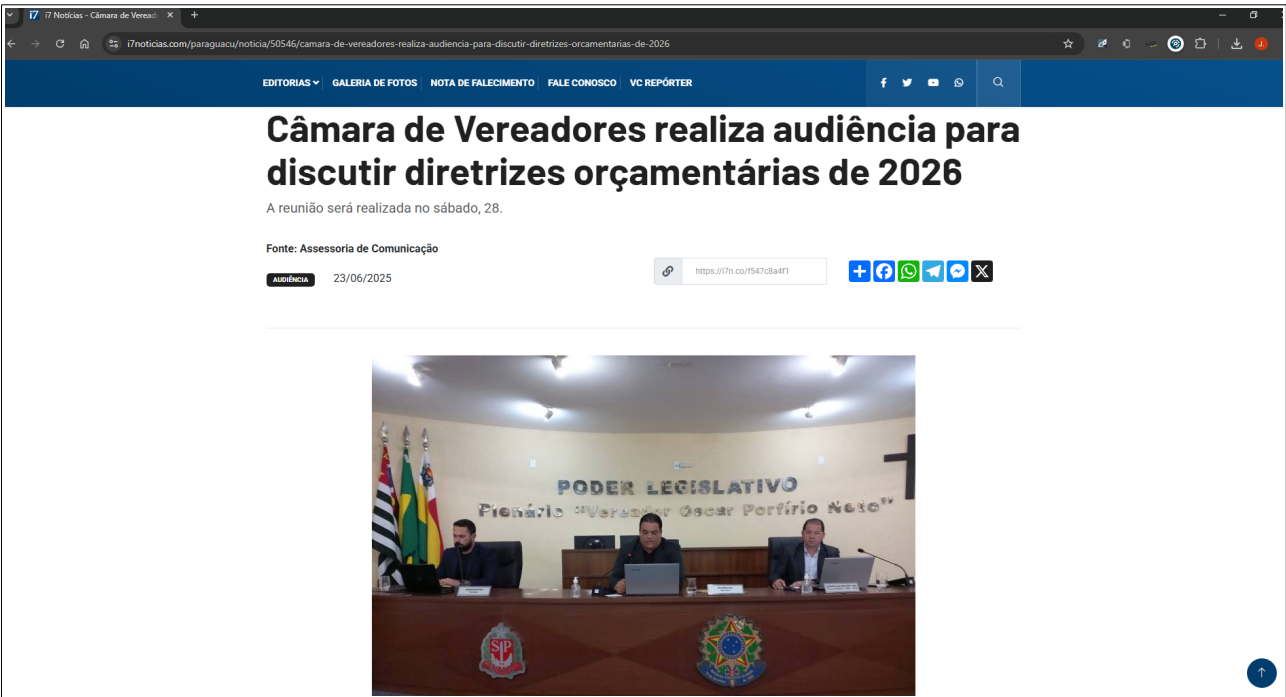 i7 Notícias - Câmara de Veread
i7noticias.com/paraguacu/noticia/50546/camara-de-vereadores-realiza-audiencia-para-discutir-diretrizes-orcamentarias-de-2026
EDITORIAS GALERIA DE FOTOS NOTA DE FALECIMENTO FALE CONOSCO VC REPÓRTER
Câmara de Vereadores realiza audiência para
discutir diretrizes orçamentárias de 2026
A reunião será realizada no sábado, 28.
Fonte: Assessoria de Comunicação
AUDIÊNCIA 23/06/2025
https://i7n.co/f547c8a4f1
PODER LEGISLATIVO
Plenário "Vereador Oscar Porfírio Neto"
SP